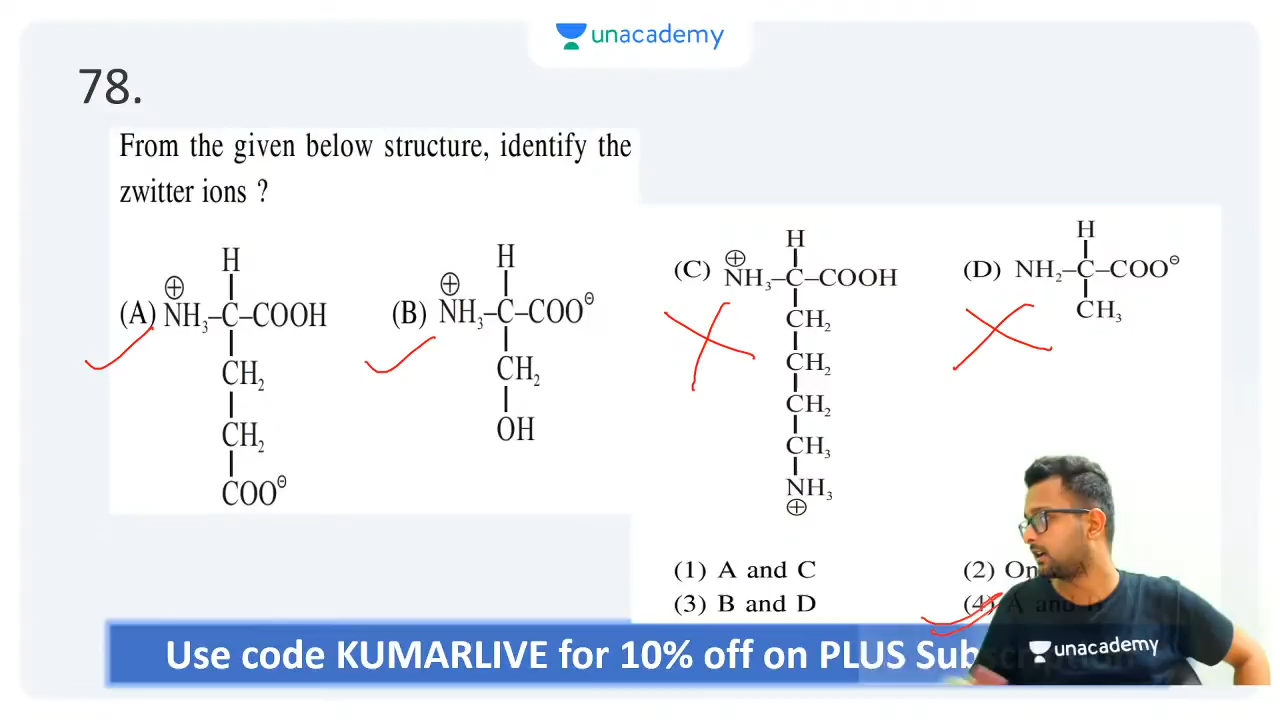 unacademy
78.
From the given below structure, identify the
zwitter ions ?
(A) NH₃–C–COOH
H
⊕
CH₂
CH₂
COO⊖
(B) NH₃–C–COO⊖
H
⊕
CH₂
OH
(C) NH₃–C–COOH
H
⊕
CH₂
CH₂
CH₂
CH₃
NH₃
⊕
(D) NH₂–C–COO⊖
H
CH₃
(1) A and C
(2)
(3) B and D
(4) A and
Use code KUMARLIVE for 10% off on PLUS
unacademy